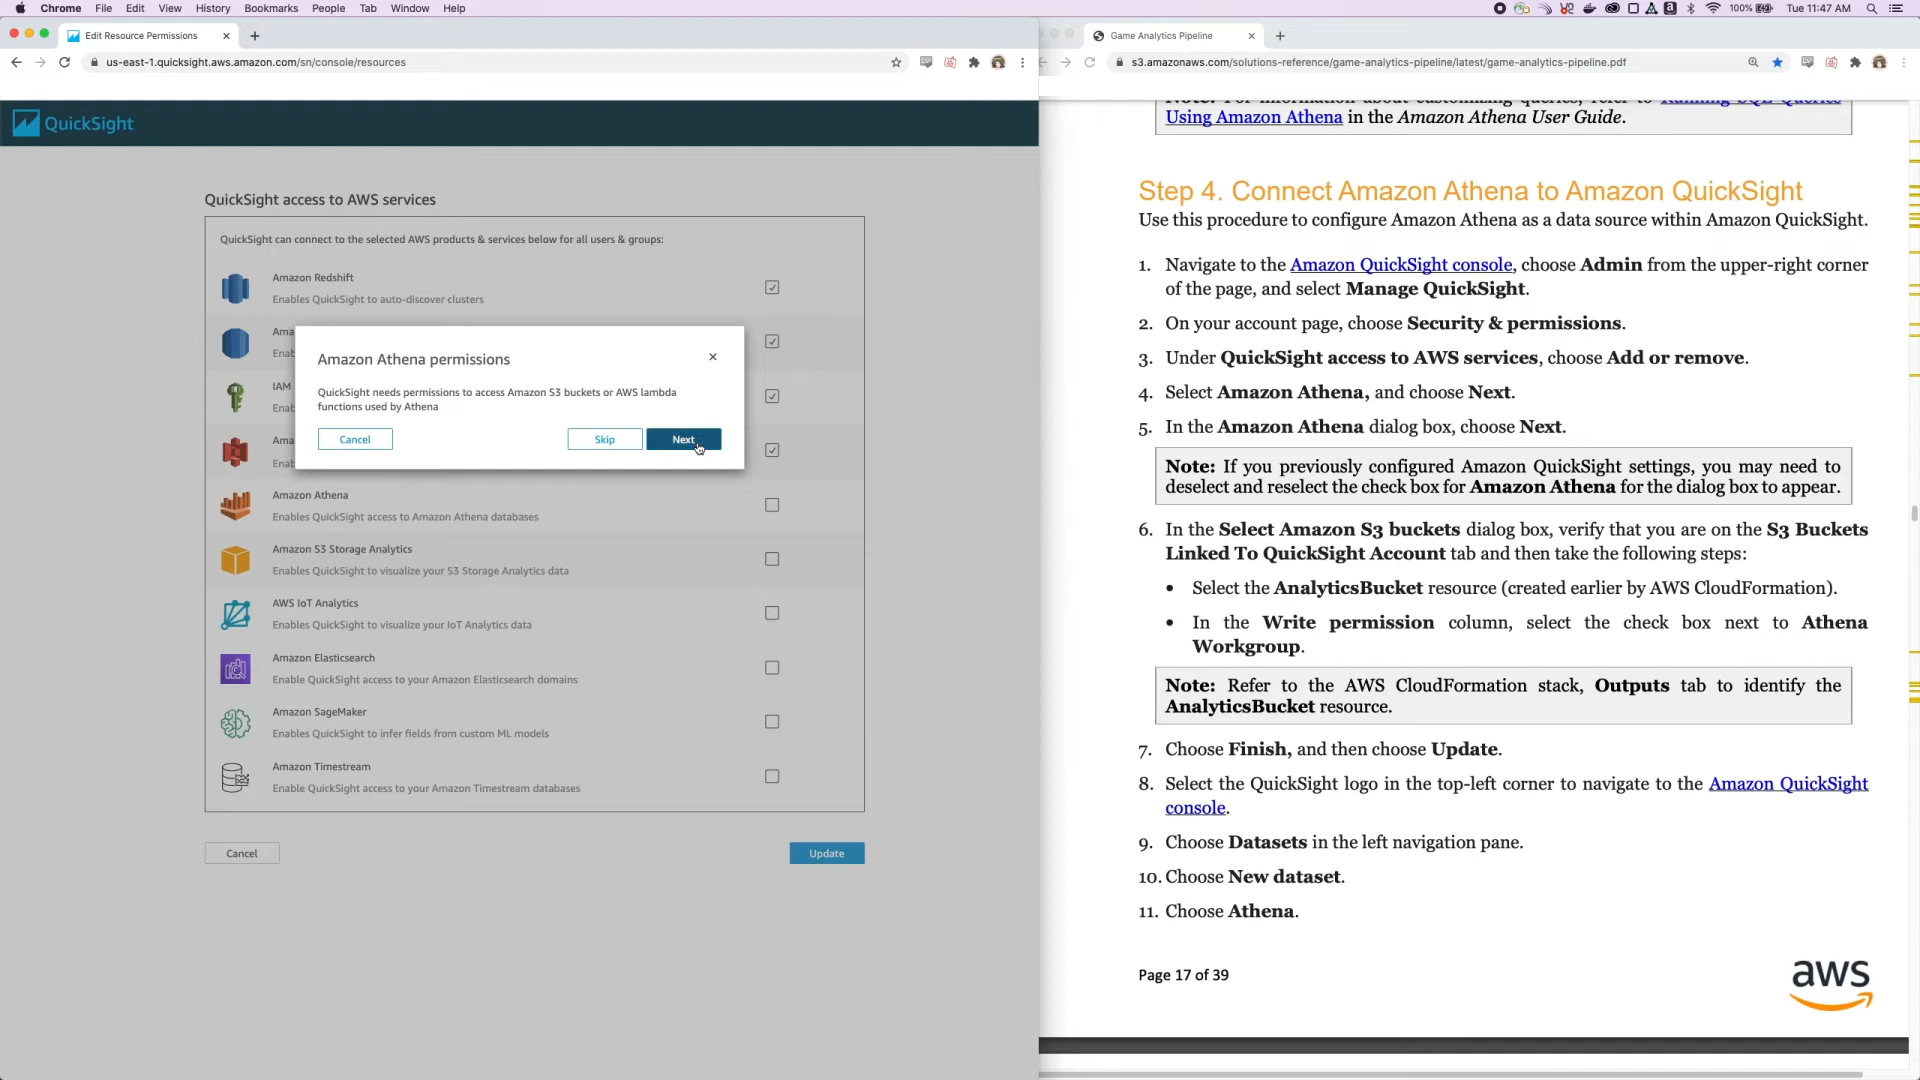 Chrome File Edit View History Bookmarks People Tab Window Help
100% Tue 11:47 AM
Edit Resource Permissions
us-east-1.quicksight.aws.amazon.com/sn/console/resources
QuickSight
QuickSight access to AWS services
QuickSight can connect to the selected AWS products & services below for all users & groups:
Amazon Redshift
Enables QuickSight to auto-discover clusters
Ama
Enab
IAM
Enab
Ama
Enab
Amazon Athena permissions
QuickSight needs permissions to access Amazon S3 buckets or AWS lambda
functions used by Athena
Cancel Skip Next
Amazon Athena
Enables QuickSight access to Amazon Athena databases
Amazon S3 Storage Analytics
Enables QuickSight to visualize your S3 Storage Analytics data
AWS IoT Analytics
Enables QuickSight to visualize your IoT Analytics data
Amazon Elasticsearch
Enable QuickSight access to your Amazon Elasticsearch domains
Amazon SageMaker
Enables QuickSight to infer fields from custom ML models
Amazon Timestream
Enable QuickSight access to your Amazon Timestream databases
Cancel Update
Game Analytics Pipeline
s3.amazonaws.com/solutions-reference/game-analytics-pipeline/latest/game-analytics-pipeline.pdf
Note: For information about customizing queries, refer to Running SQL Queries
Using Amazon Athena in the Amazon Athena User Guide.
Step 4. Connect Amazon Athena to Amazon QuickSight
Use this procedure to configure Amazon Athena as a data source within Amazon QuickSight.
1. Navigate to the Amazon QuickSight console, choose Admin from the upper-right corner
of the page, and select Manage QuickSight.
2. On your account page, choose Security & permissions.
3. Under QuickSight access to AWS services, choose Add or remove.
4. Select Amazon Athena, and choose Next.
5. In the Amazon Athena dialog box, choose Next.
Note: If you previously configured Amazon QuickSight settings, you may need to
deselect and reselect the check box for Amazon Athena for the dialog box to appear.
6. In the Select Amazon S3 buckets dialog box, verify that you are on the S3 Buckets
Linked To QuickSight Account tab and then take the following steps:
• Select the AnalyticsBucket resource (created earlier by AWS CloudFormation).
• In the Write permission column, select the check box next to Athena
Workgroup.
Note: Refer to the AWS CloudFormation stack, Outputs tab to identify the
AnalyticsBucket resource.
7. Choose Finish, and then choose Update.
8. Select the QuickSight logo in the top-left corner to navigate to the Amazon QuickSight
console.
9. Choose Datasets in the left navigation pane.
10. Choose New dataset.
11. Choose Athena.
Page 17 of 39
aws